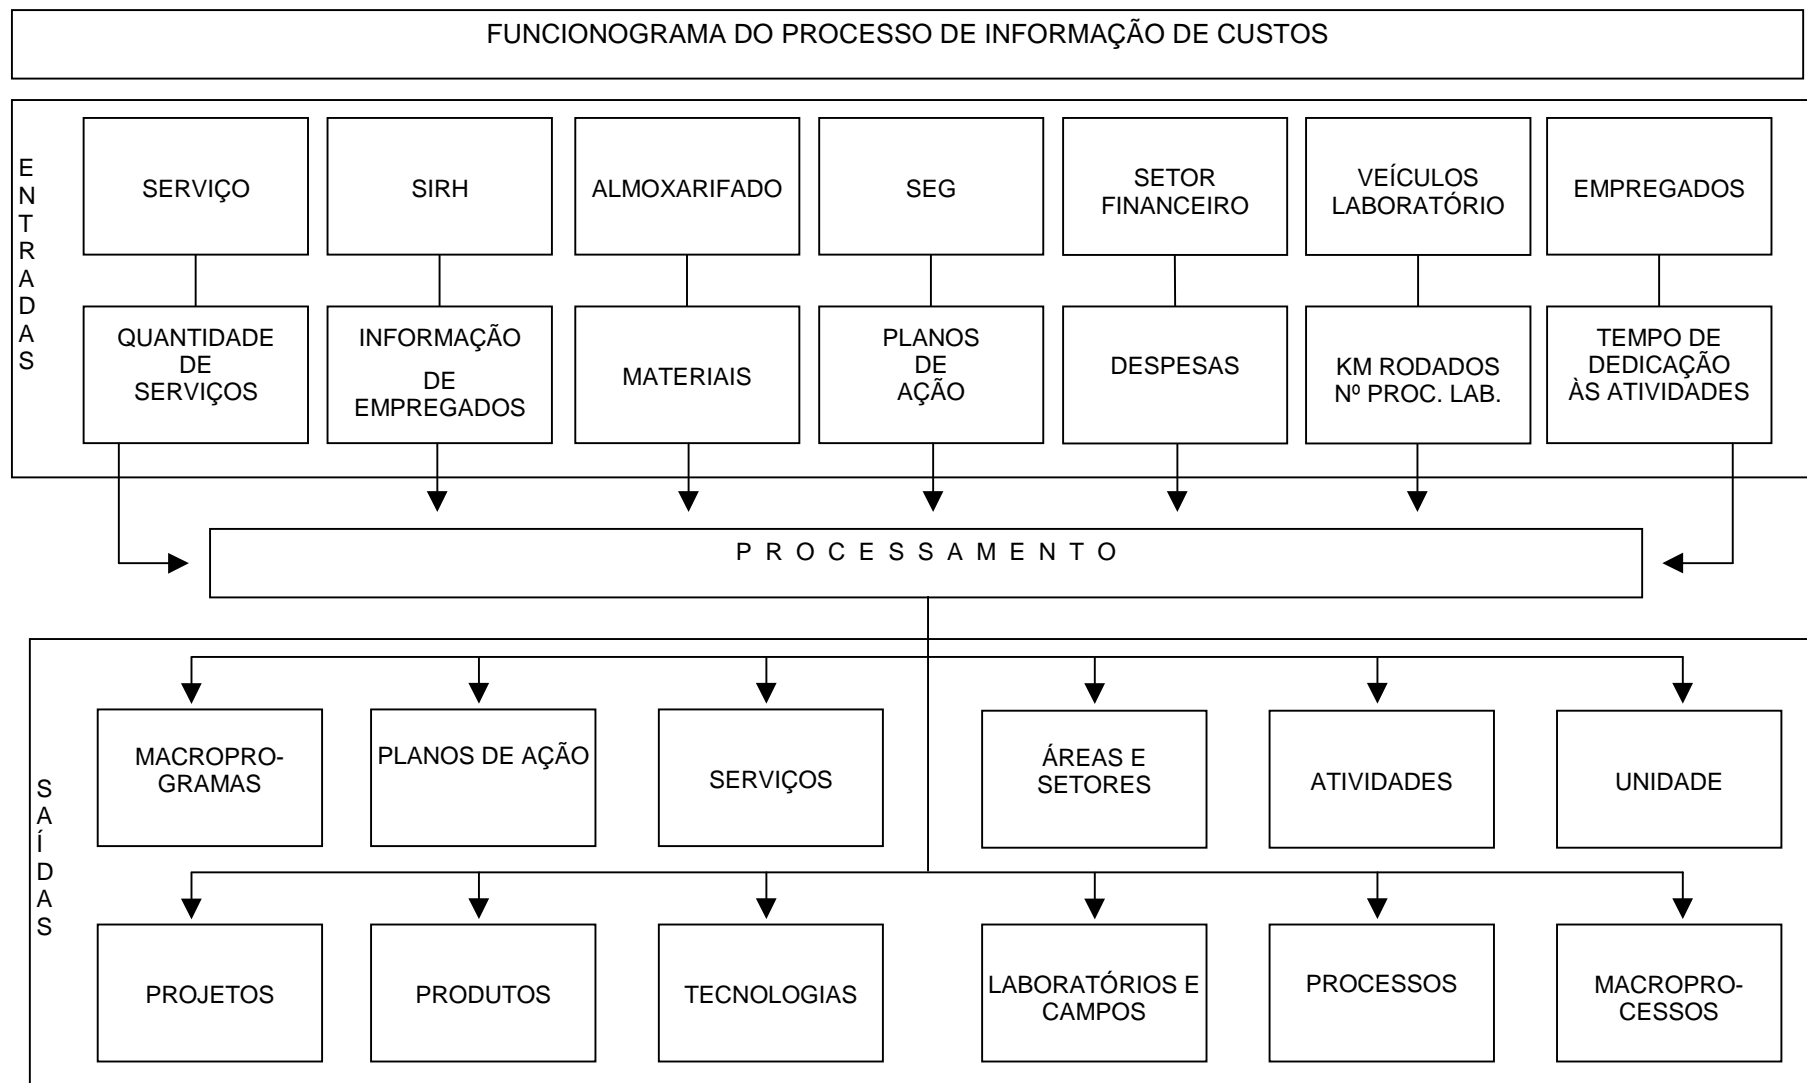 FUNCIONOGRAMA DO PROCESSO DE INFORMAÇÃO DE CUSTOS
ENTRADAS
SERVIÇO
SIRH
ALMOXARIFADO
SEG
SETOR
FINANCEIRO
VEÍCULOS
LABORATÓRIO
EMPREGADOS
QUANTIDADE
DE
SERVIÇOS
INFORMAÇÃO
DE
EMPREGADOS
MATERIAIS
PLANOS
DE
AÇÃO
DESPESAS
KM RODADOS
Nº PROC. LAB.
TEMPO DE
DEDICAÇÃO
ÀS ATIVIDADES
P R O C E S S A M E N T O
SAÍDAS
MACROPRO-
GRAMAS
PLANOS DE AÇÃO
SERVIÇOS
ÁREAS E
SETORES
ATIVIDADES
UNIDADE
PROJETOS
PRODUTOS
TECNOLOGIAS
LABORATÓRIOS E
CAMPOS
PROCESSOS
MACROPRO-
CESSOS